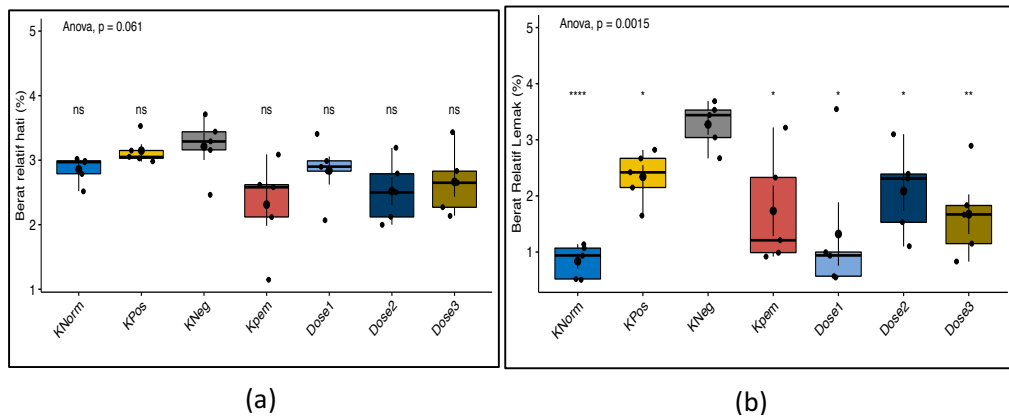 Anova, p = 0.061
Berat relatif hati (%)
5
4
3
2
1
ns
ns
ns
ns
ns
ns
KNorm
KPos
KNeg
Kpem
Dose1
Dose2
Dose3
(a)
Anova, p = 0.0015
Berat Relatif Lemak (%)
5
4
3
2
1
****
*
*
*
*
**
KNorm
KPos
KNeg
Kpem
Dose1
Dose2
Dose3
(b)